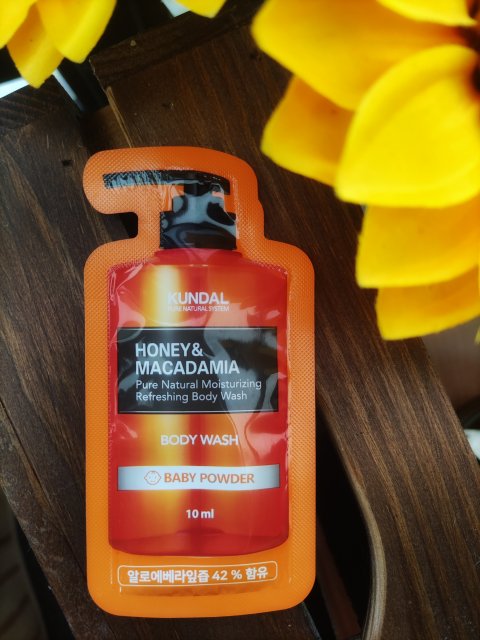 KUNDAL
PURE NATURAL SYSTEM
HONEY&
MACADAMIA
Pure Natural Moisturizing
Refreshing Body Wash
BODY WASH
BABY POWDER
10 ml
알로에베라잎즙 42 % 함유